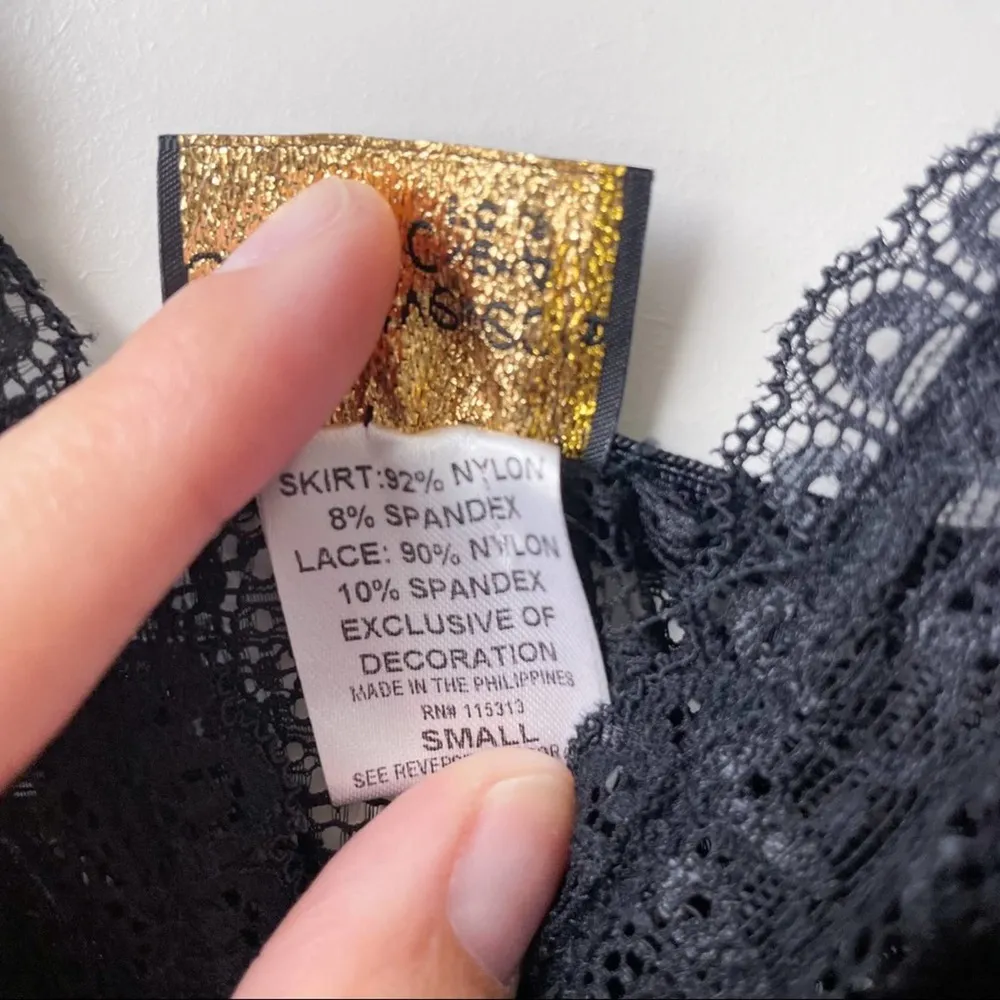 SKIRT:92% NYLON
8% SPANDEX
LACE: 90% NYLON
10% SPANDEX
EXCLUSIVE OF
DECORATION
MADE IN THE PHILIPPINES
RN# 115313
SMALL
SEE